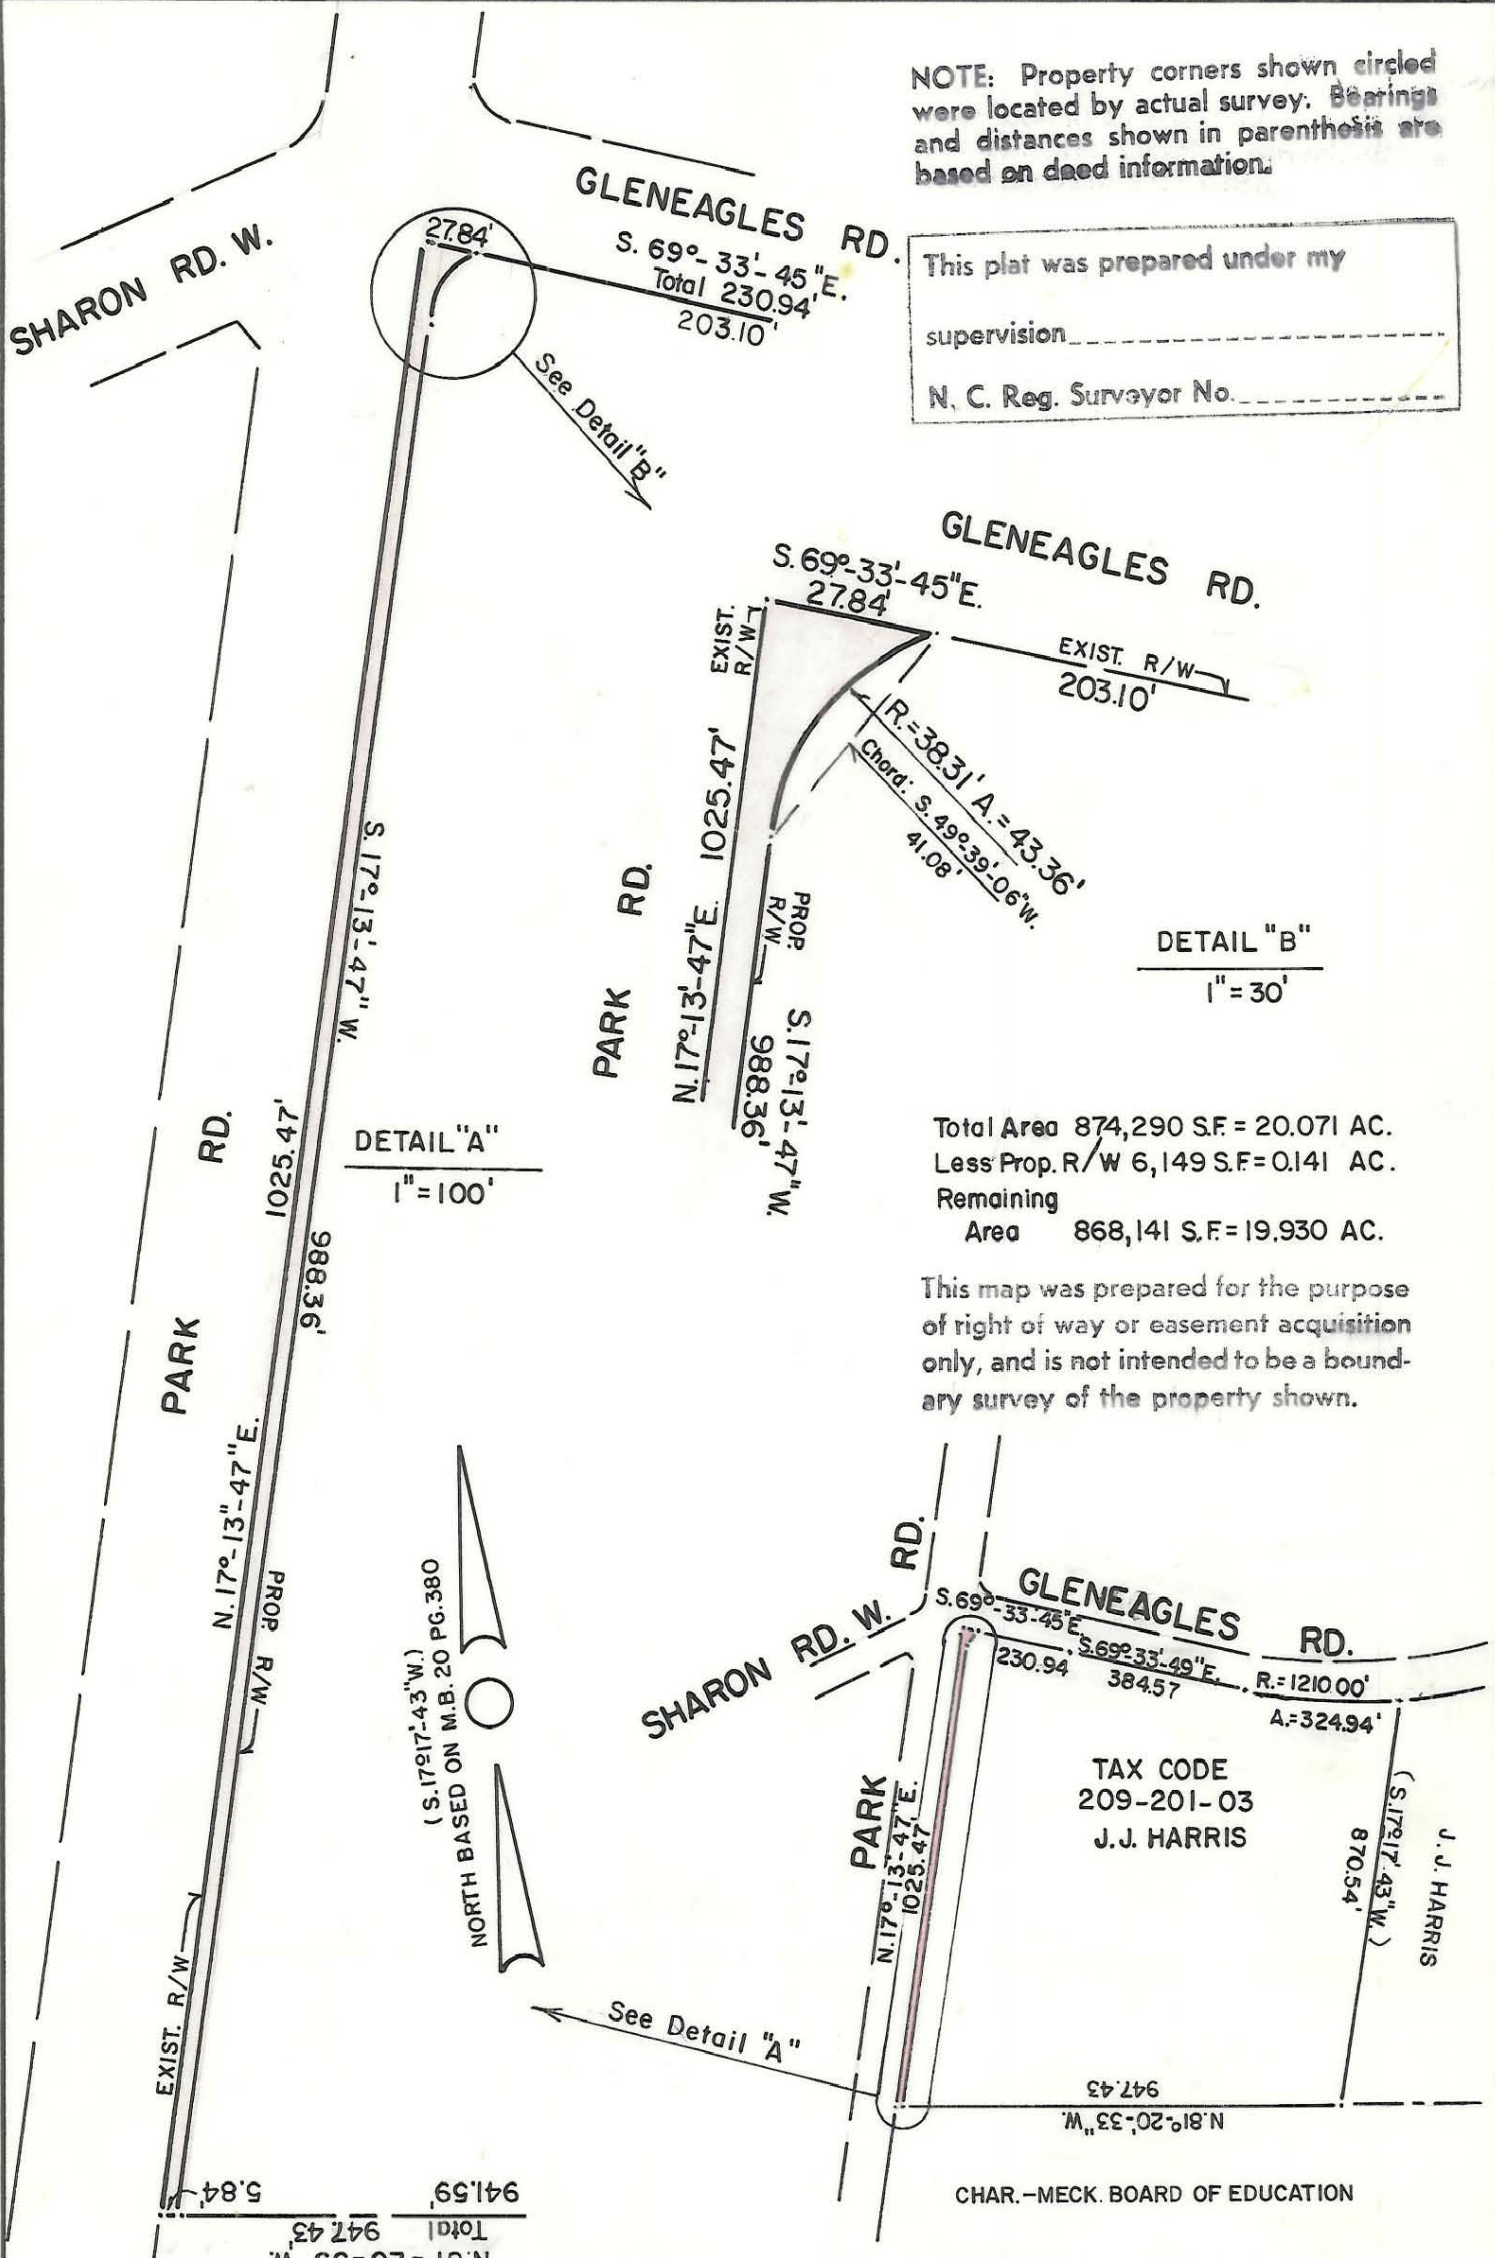 NOTE: Property corners shown circled
were located by actual survey. Bearings
and distances shown in parenthesis are
based on deed information.
This plat was prepared under my
supervision
N. C. Reg. Surveyor No.
GLENEAGLES RD.
27.84'
S. 69°-33'-45"E.
Total 230.94'
203.10'
SHARON RD. W.
See Detail "B"
S. 17°-13'-47" W.
1025.47'
988.36'
PARK RD.
N. 17°-13"-47"E.
PROP. R/W
EXIST. R/W
DETAIL "A"
1"=100'
GLENEAGLES RD.
S. 69°-33'-45"E.
27.84'
EXIST.
R/W
EXIST. R/W
203.10'
R.=38.31' A.=43.36'
Chord: S. 49°-39'-06"W.
41.08'
PARK RD.
N. 17°-13'-47"E. 1025.47'
PROP.
R/W
S. 17°-13'-47" W.
988.36'
DETAIL "B"
1"=30'
Total Area 874,290 S.F. = 20.071 AC.
Less Prop. R/W 6,149 S.F.=0.141 AC.
Remaining
Area 868,141 S.F.=19.930 AC.
This map was prepared for the purpose
of right of way or easement acquisition
only, and is not intended to be a bound-
ary survey of the property shown.
(S.17°17'-43"W.)
NORTH BASED ON M.B. 20 PG.380
PARK RD.
SHARON RD. W.
GLENEAGLES RD.
S. 69°-33-45"E.
230.94
S.69°-33'-49"E.
384.57
R.=1210.00'
A.=324.94'
TAX CODE
209-201-03
J.J. HARRIS
N.17°-13'-47"E.
1025.47'
(S.17°-17'-43"W.)
870.54'
J.J. HARRIS
See Detail "A"
947.43
N.81°-20'-33"W.
CHAR.-MECK. BOARD OF EDUCATION
5.84'
941.59'
Total 947.43'